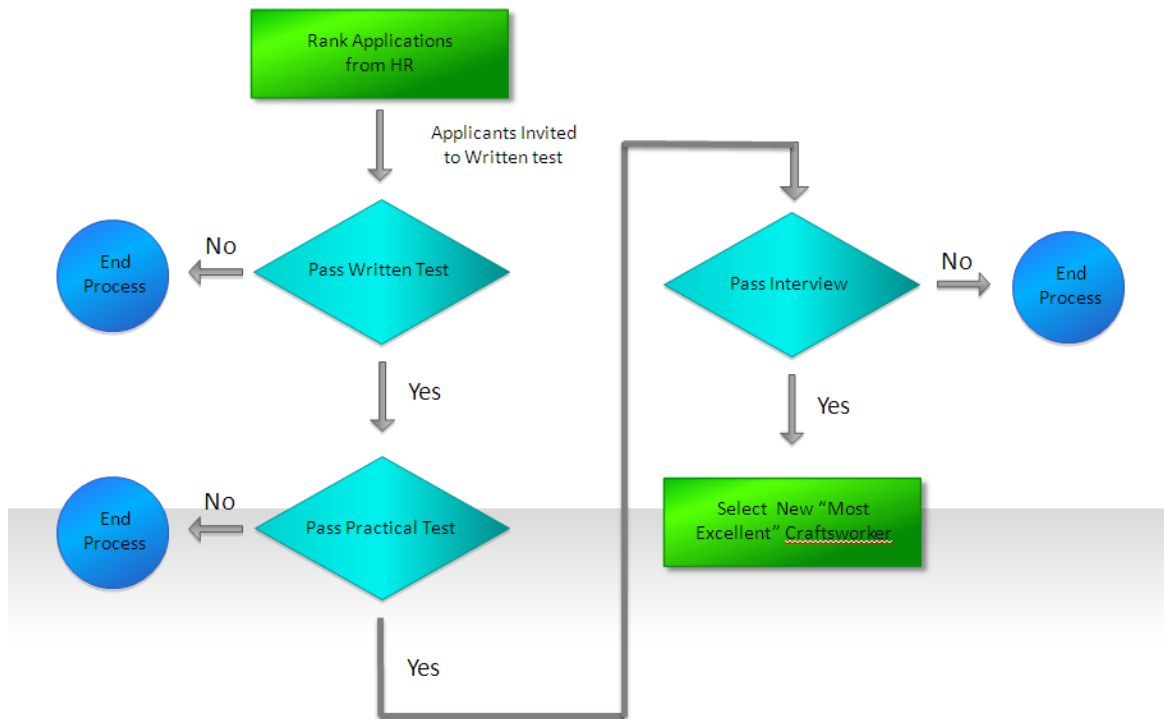 Rank Applications
from HR
Applicants Invited
to Written test
No
End
Process
Pass Written Test
Yes
No
End
Process
Pass Practical Test
Yes
Pass Interview
No
End
Process
Yes
Select New “Most
Excellent” Craftsworker